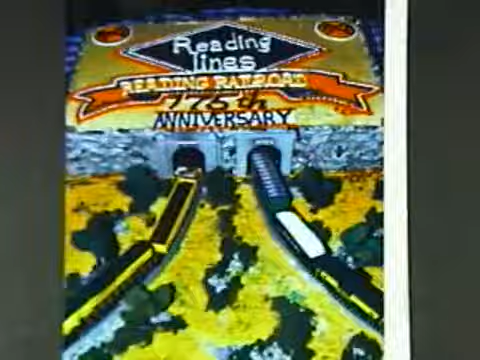 Reading
lines
READING RAILROAD
175th
ANNIVERSARY